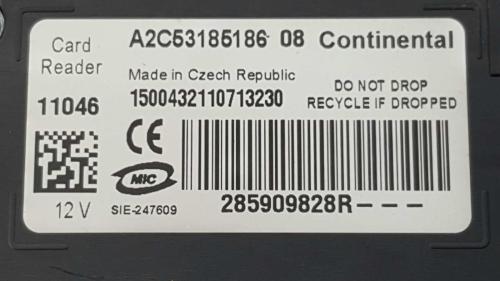 Card Reader
A2C53185186 08 Continental
Made in Czech Republic
11046
1500432110713230
DO NOT DROP
RECYCLE IF DROPPED
CE
MIC
12 V
SIE-247609
285909828R---